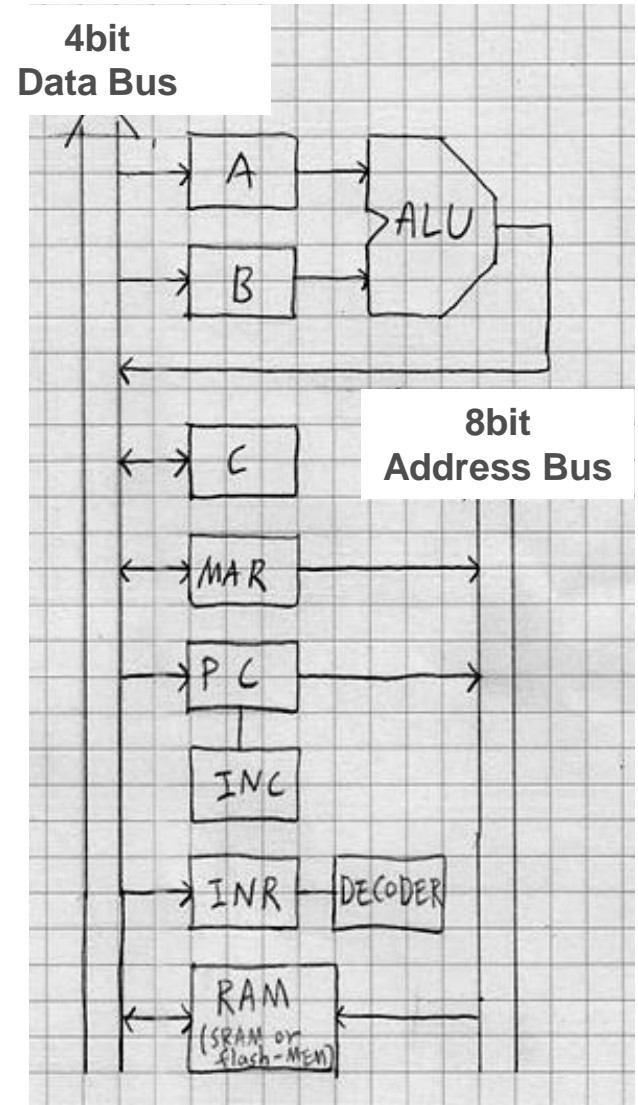 4bit
Data Bus
A
ALU
B
8bit
Address Bus
C
MAR
PC
INC
INR
DECODER
RAM
(SRAM or
flash-MEM)